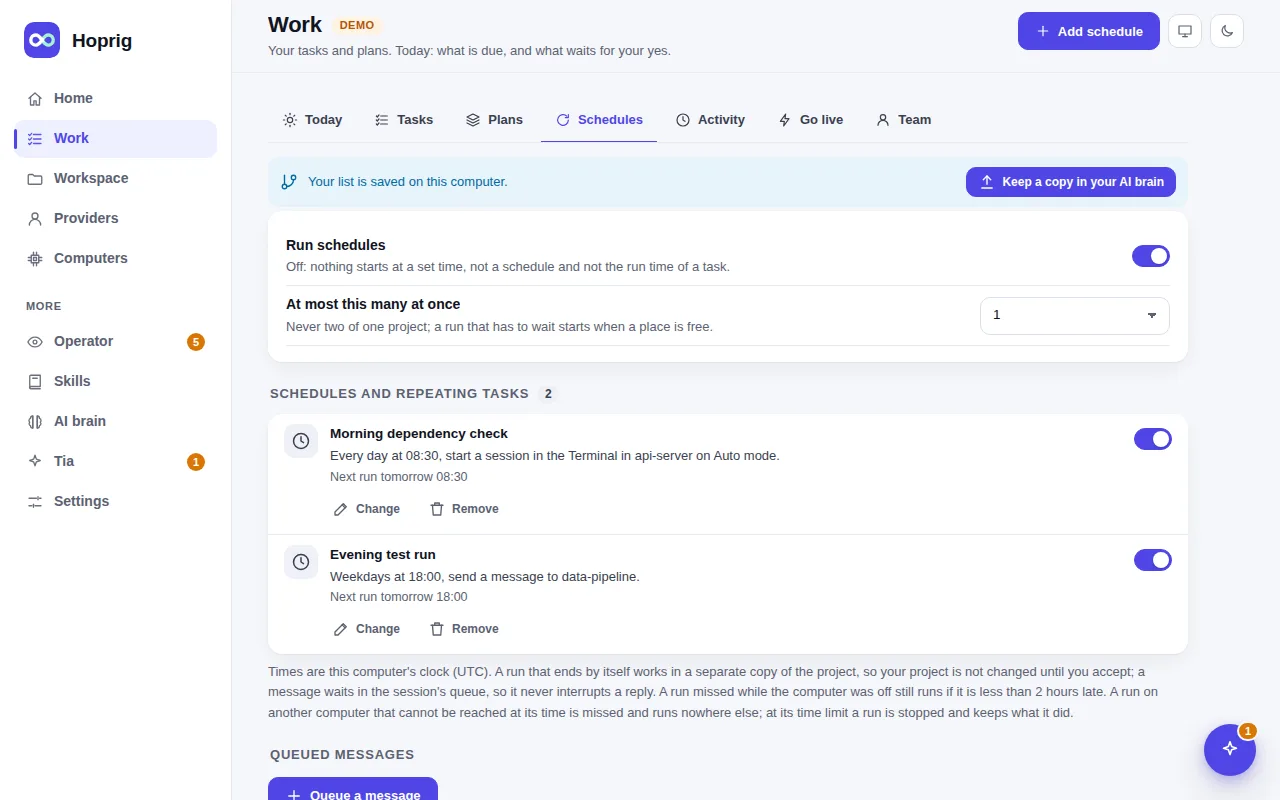 Hoprig
Home
Work
Workspace
Providers
Computers
MORE
Operator 5
Skills
AI brain
Tia 1
Settings
Work DEMO
Your tasks and plans. Today: what is due, and what waits for your yes.
Add schedule
Today Tasks Plans Schedules Activity Go live Team
Your list is saved on this computer.
Keep a copy in your AI brain
Run schedules
Off: nothing starts at a set time, not a schedule and not the run time of a task.
At most this many at once
Never two of one project; a run that has to wait starts when a place is free.
1
SCHEDULES AND REPEATING TASKS 2
Morning dependency check
Every day at 08:30, start a session in the Terminal in api-server on Auto mode.
Next run tomorrow 08:30
Change Remove
Evening test run
Weekdays at 18:00, send a message to data-pipeline.
Next run tomorrow 18:00
Change Remove
Times are this computer's clock (UTC). A run that ends by itself works in a separate copy of the project, so your project is not changed until you accept; a
message waits in the session's queue, so it never interrupts a reply. A run missed while the computer was off still runs if it is less than 2 hours late. A run on
another computer that cannot be reached at its time is missed and runs nowhere else; at its time limit a run is stopped and keeps what it did.
QUEUED MESSAGES
Queue a message
1